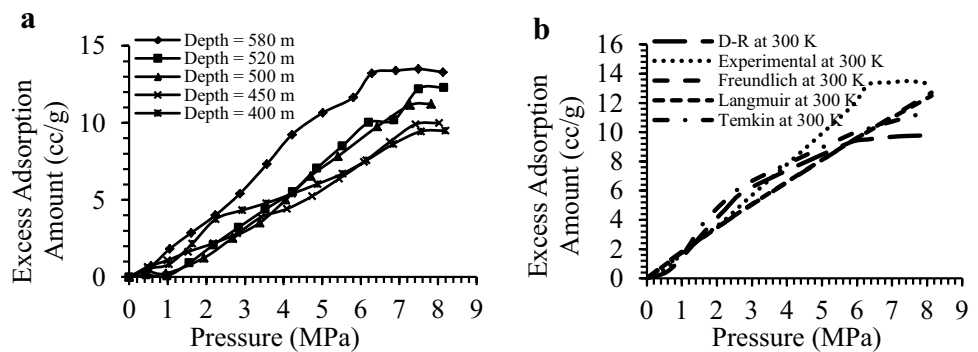 a
Depth = 580 m
Depth = 520 m
Depth = 500 m
Depth = 450 m
Depth = 400 m
15
10
5
0
0 1 2 3 4 5 6 7 8 9
Excess Adsorption
Amount (cc/g)
Pressure (MPa)
b
D-R at 300 K
Experimental at 300 K
Freundlich at 300 K
Langmuir at 300 K
Temkin at 300 K
16
14
12
10
8
6
4
2
0
0 1 2 3 4 5 6 7 8 9
Excess Adsorption
Amount (cc/g)
Pressure (MPa)